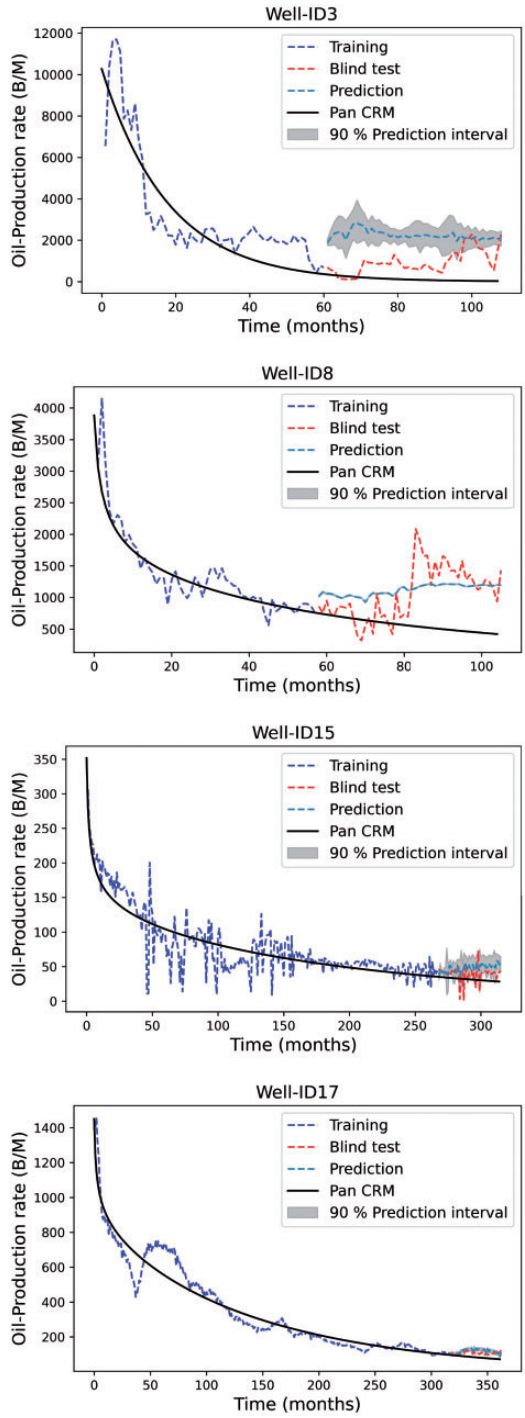 Well-ID3
Oil-Production rate (B/M)
12000
10000
8000
6000
4000
2000
0
Training
Blind test
Prediction
Pan CRM
90 % Prediction interval
0 20 40 60 80 100
Time (months)
Well-ID8
Oil-Production rate (B/M)
4000
3500
3000
2500
2000
1500
1000
500
Training
Blind test
Prediction
Pan CRM
90 % Prediction interval
0 20 40 60 80 100
Time (months)
Well-ID15
Oil-Production rate (B/M)
350
300
250
200
150
100
50
0
Training
Blind test
Prediction
Pan CRM
90 % Prediction interval
0 50 100 150 200 250 300
Time (months)
Well-ID17
Oil-Production rate (B/M)
1400
1200
1000
800
600
400
200
Training
Blind test
Prediction
Pan CRM
90 % Prediction interval
0 50 100 150 200 250 300 350
Time (months)